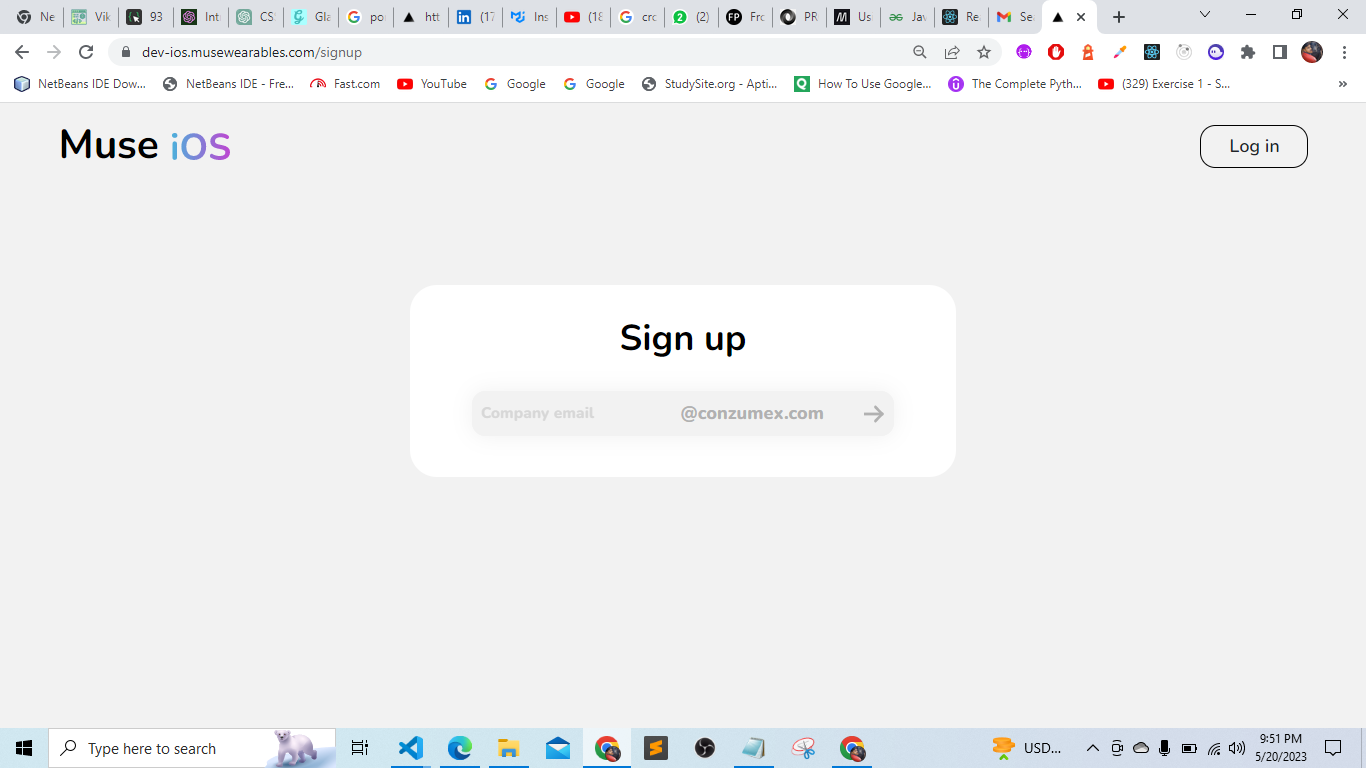 Ne Vik 93 Int CS Gla po htt (17 Ins (18 crc (2) Frc PR Us Jav Re Se
dev-ios.musewearables.com/signup
NetBeans IDE Dow... NetBeans IDE - Fre... Fast.com YouTube Google Google StudySite.org - Apti... How To Use Google... The Complete Pyth... (329) Exercise 1 - S... »
Muse iOS
Log in
Sign up
Company email @conzumex.com
Type here to search
USD...
9:51 PM
5/20/2023